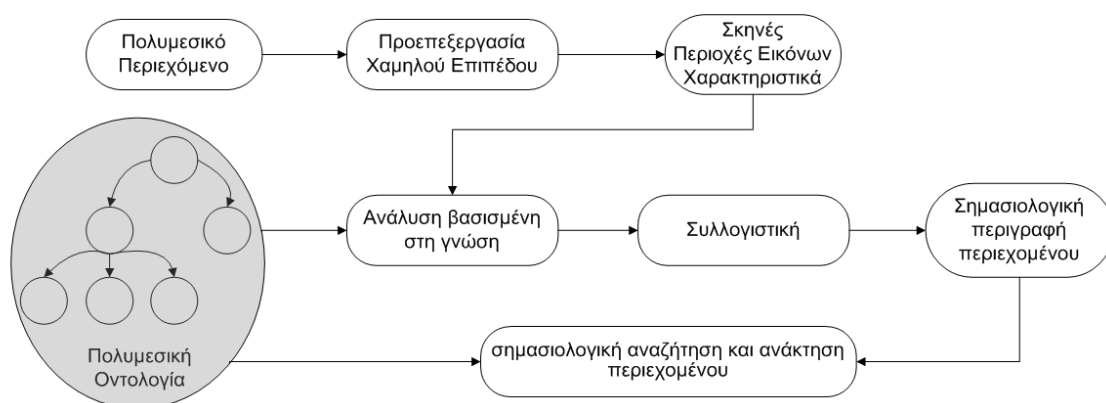 Πολυμεσικό
Περιεχόμενο
Προεπεξεργασία
Χαμηλού Επιπέδου
Σκηνές
Περιοχές Εικόνων
Χαρακτηριστικά
Ανάλυση βασισμένη
στη γνώση
Συλλογιστική
Σημασιολογική
περιγραφή
περιεχομένου
Πολυμεσική
Οντολογία
σημασιολογική αναζήτηση και ανάκτηση
περιεχομένου